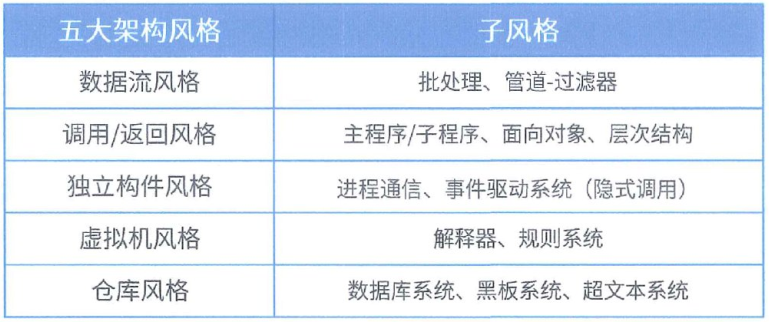 五大架构风格 子风格
数据流风格 批处理、管道-过滤器
调用/返回风格 主程序/子程序、面向对象、层次结构
独立构件风格 进程通信、事件驱动系统（隐式调用）
虚拟机风格 解释器、规则系统
仓库风格 数据库系统、黑板系统、超文本系统